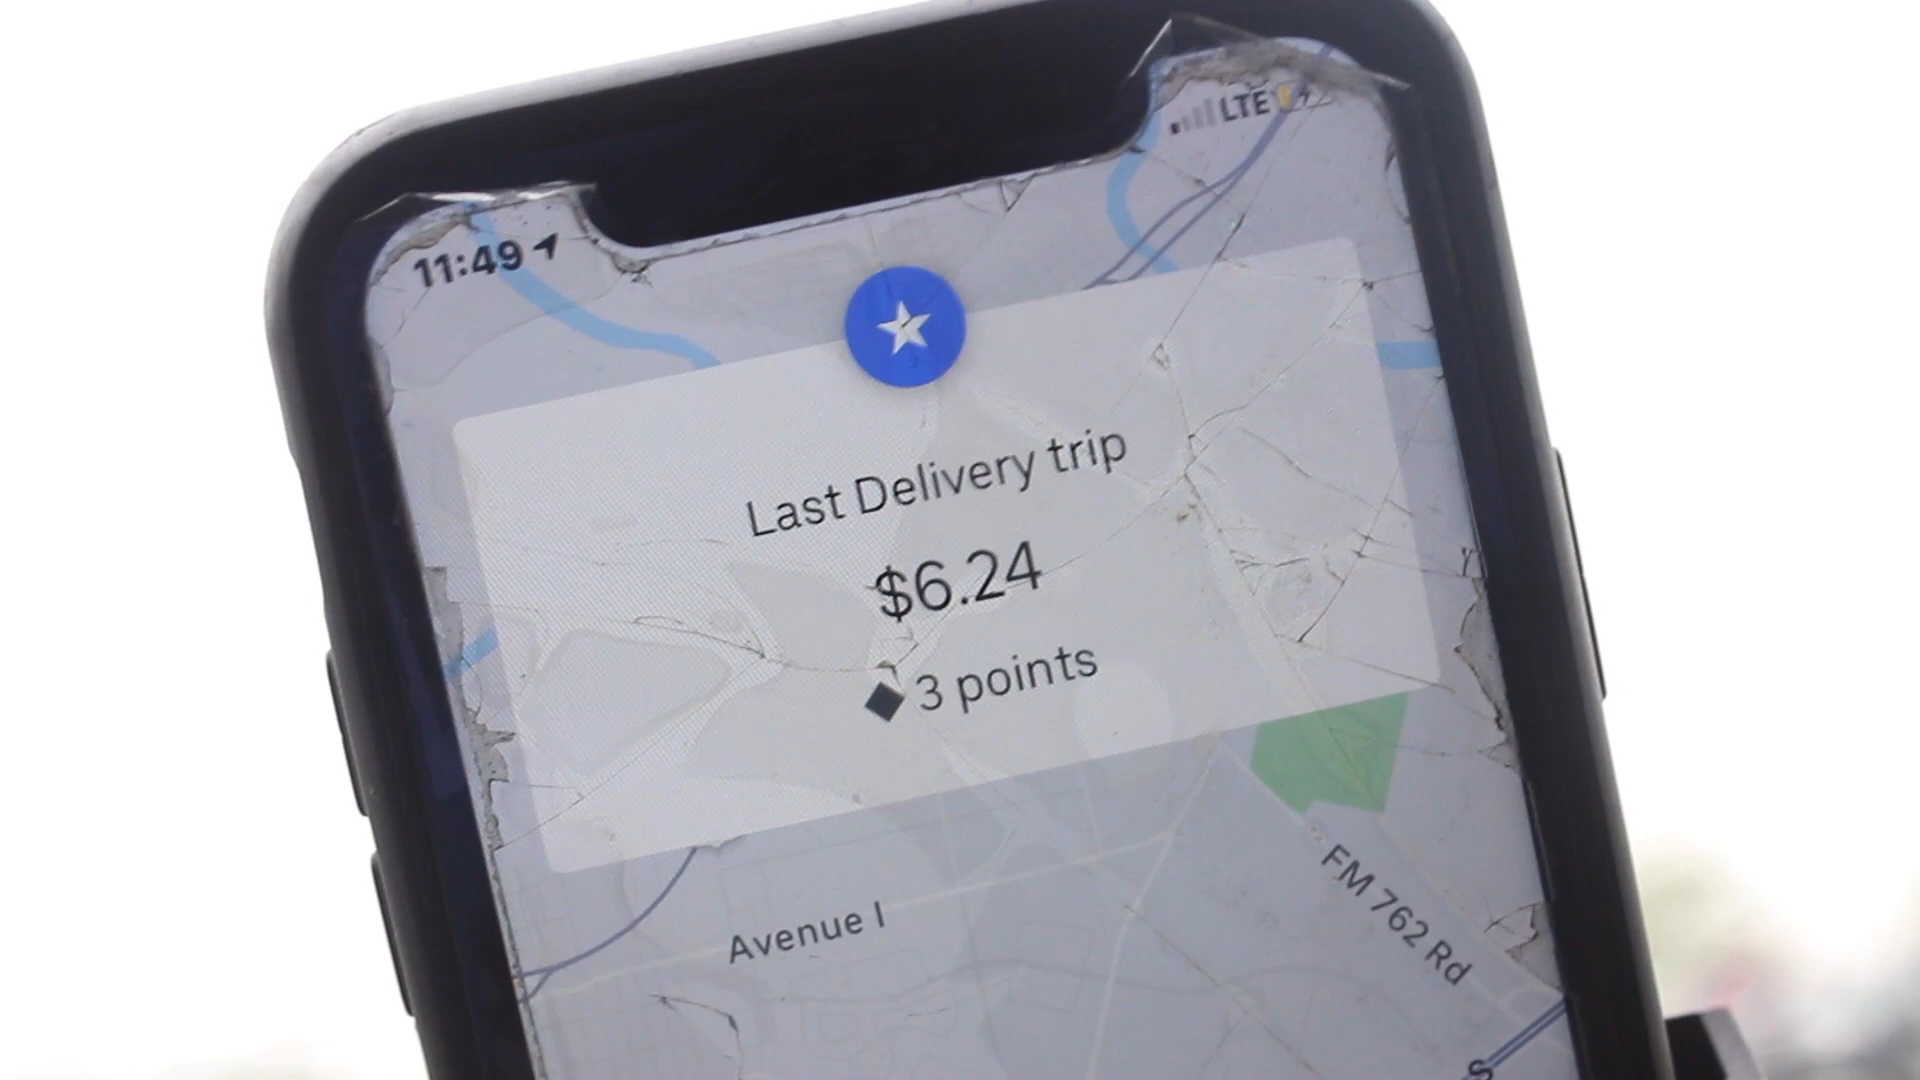 11:49
LTE
Last Delivery trip
$6.24
3 points
Avenue I
FM 762 Rd
S